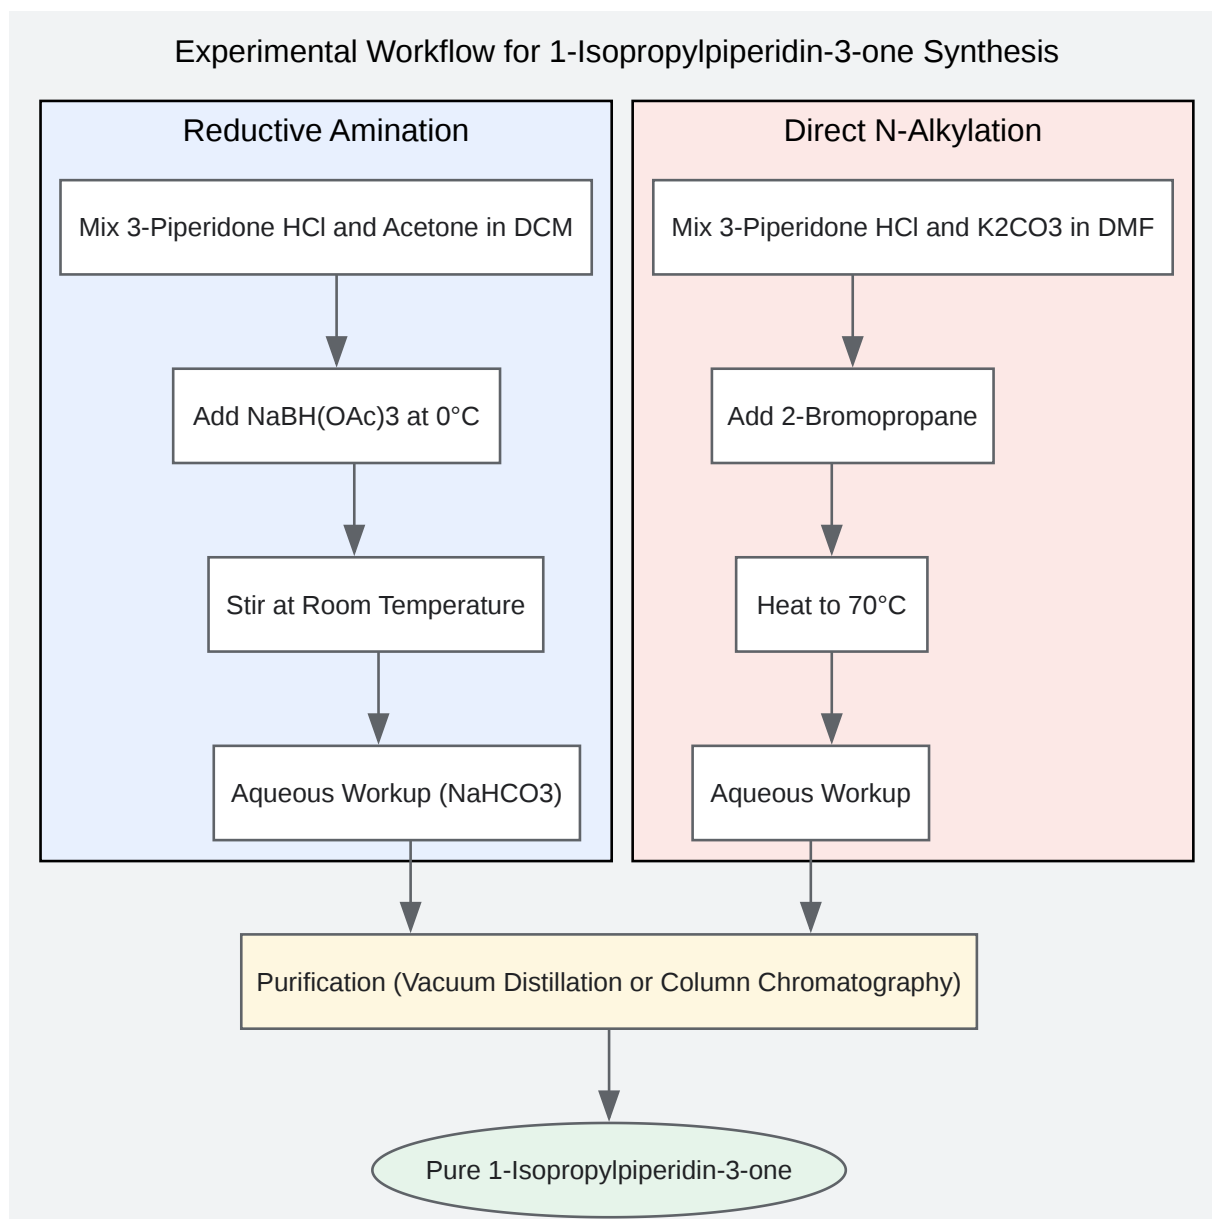 Experimental Workflow for 1-Isopropylpiperidin-3-one Synthesis
Reductive Amination
Mix 3-Piperidone HCl and Acetone in DCM
Add NaBH(OAc)3 at 0°C
Stir at Room Temperature
Aqueous Workup (NaHCO3)
Direct N-Alkylation
Mix 3-Piperidone HCl and K2CO3 in DMF
Add 2-Bromopropane
Heat to 70°C
Aqueous Workup
Purification (Vacuum Distillation or Column Chromatography)
Pure 1-Isopropylpiperidin-3-one